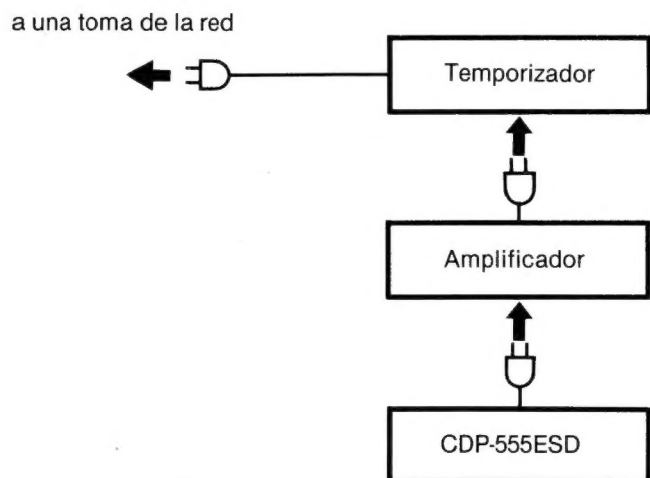 a una toma de la red
Temporizador
Amplificador
CDP-555ESD